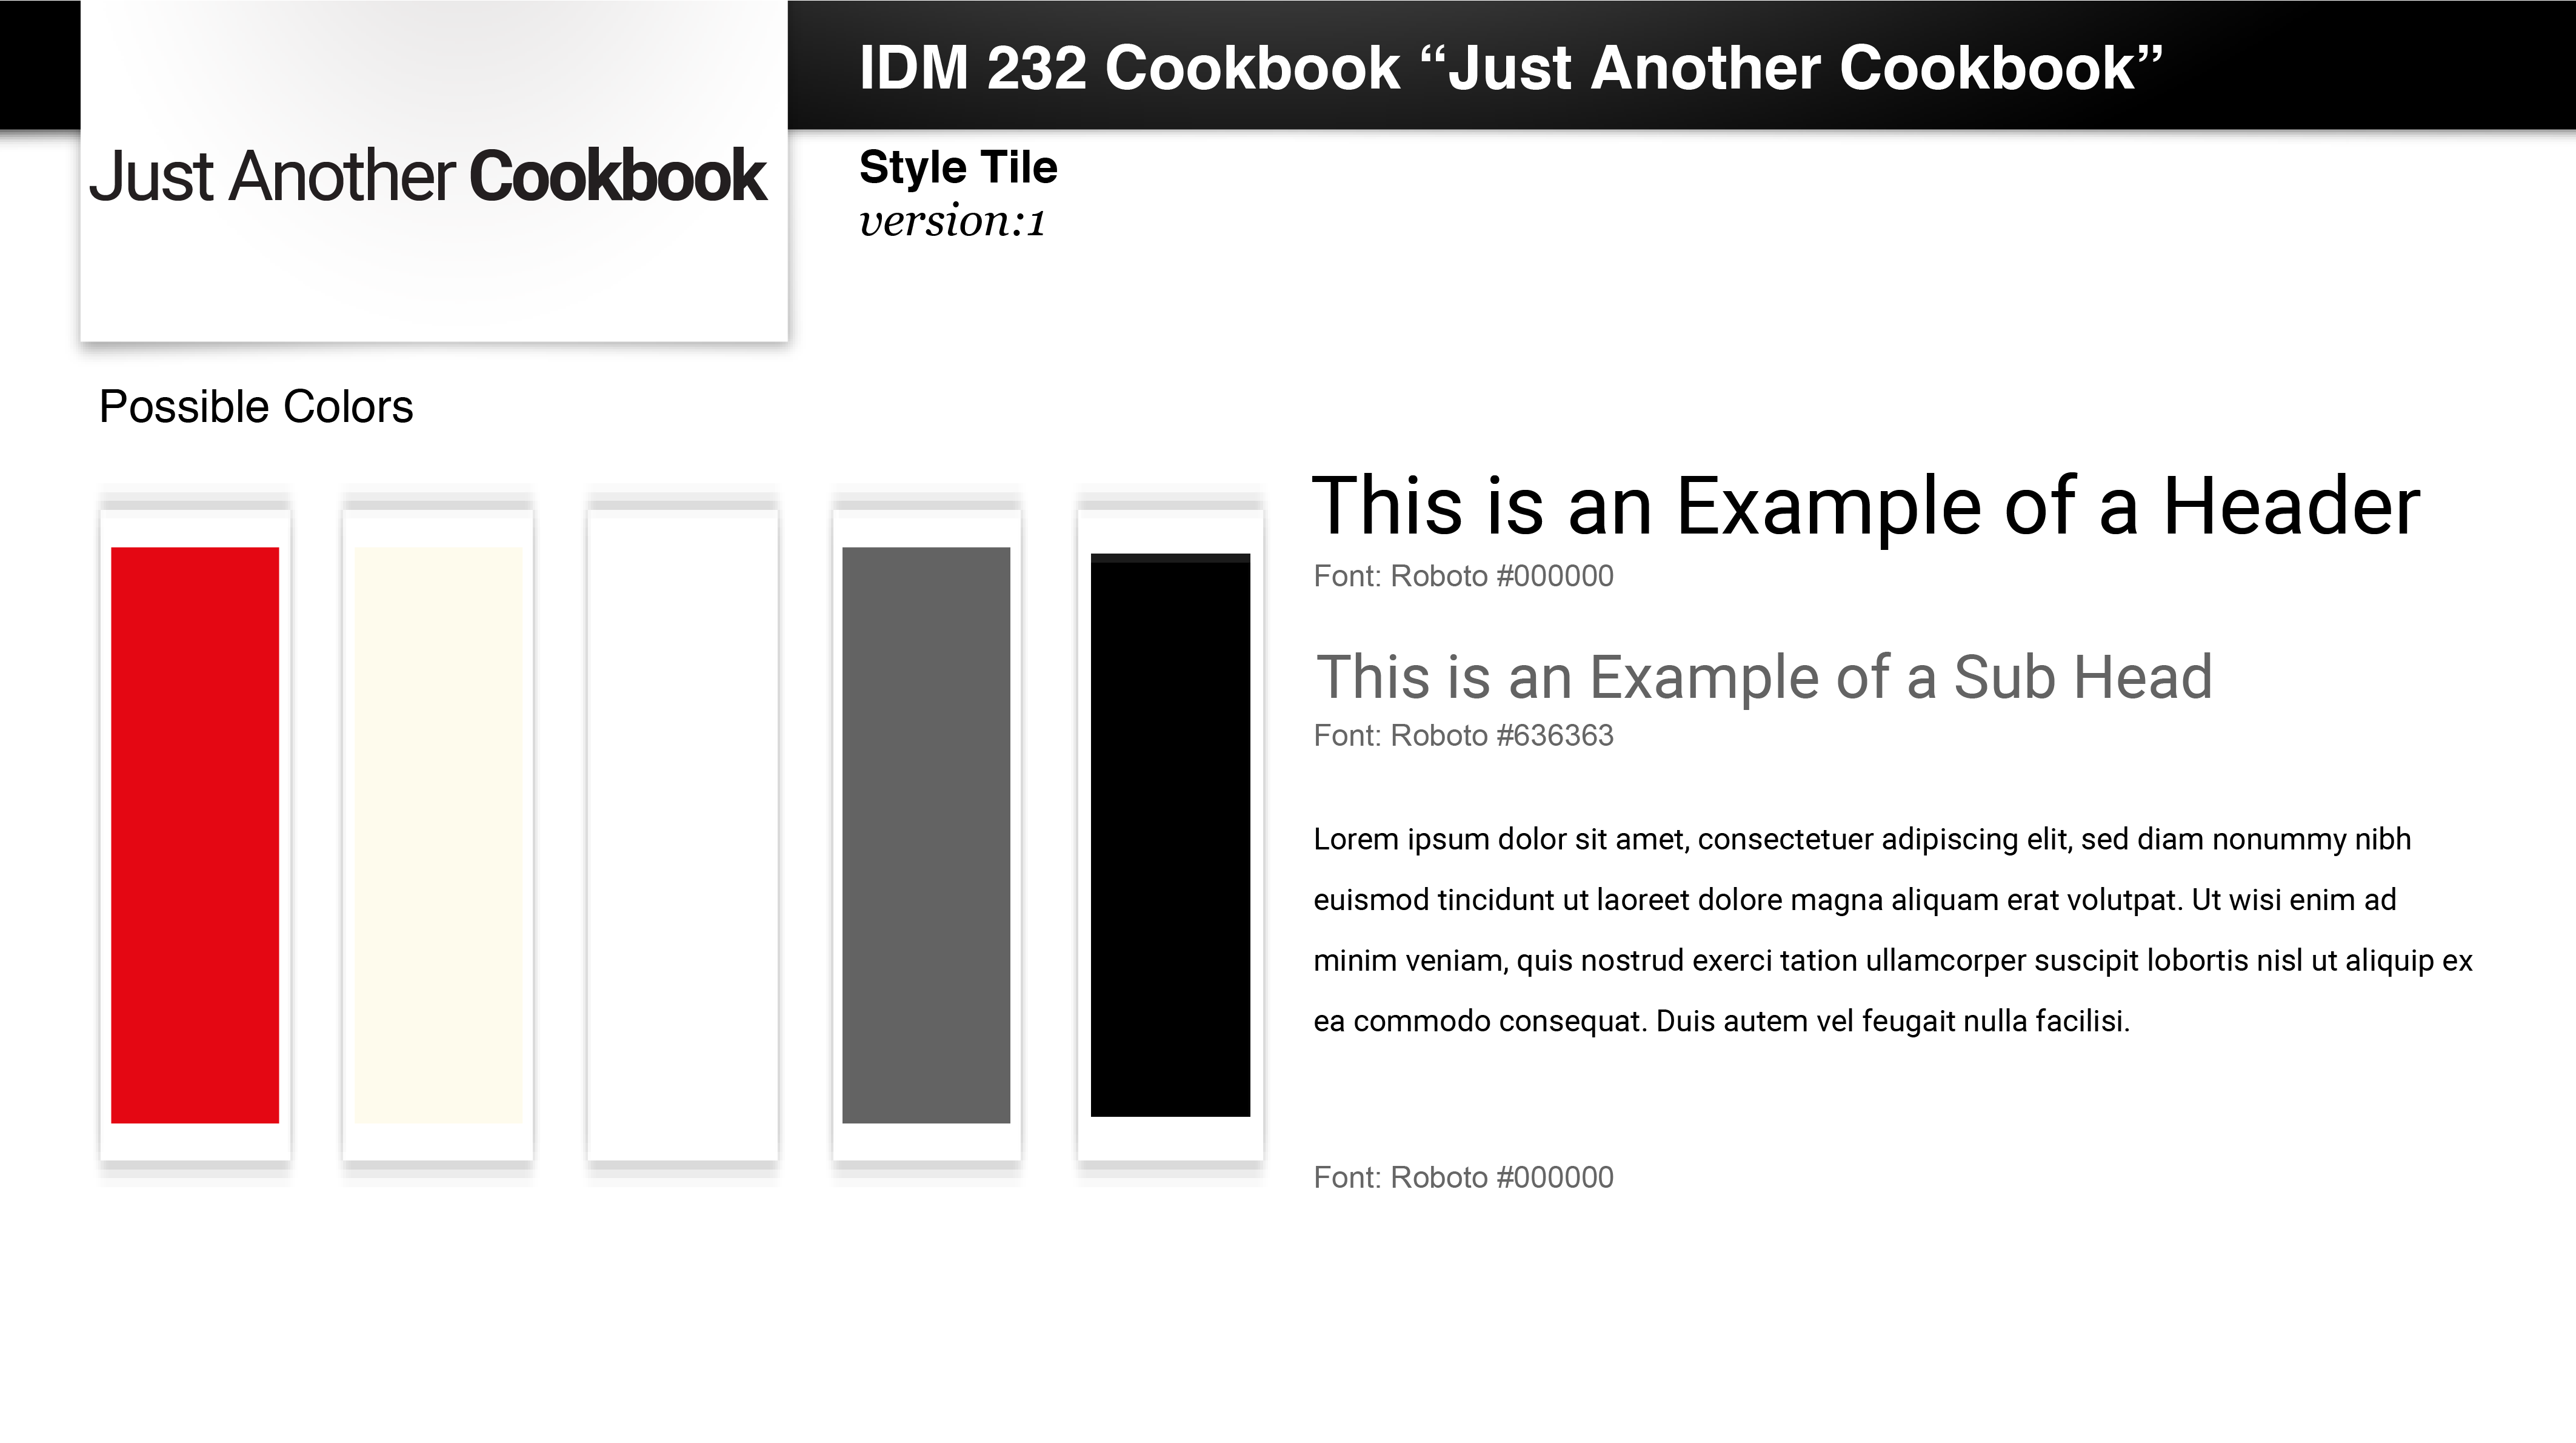 IDM 232 Cookbook “Just Another Cookbook”
Just Another Cookbook
Style Tile
version:1
Possible Colors
This is an Example of a Header
Font: Roboto #000000
This is an Example of a Sub Head
Font: Roboto #636363
Lorem ipsum dolor sit amet, consectetuer adipiscing elit, sed diam nonummy nibh
euismod tincidunt ut laoreet dolore magna aliquam erat volutpat. Ut wisi enim ad
minim veniam, quis nostrud exerci tation ullamcorper suscipit lobortis nisl ut aliquip ex
ea commodo consequat. Duis autem vel feugait nulla facilisi.
Font: Roboto #000000